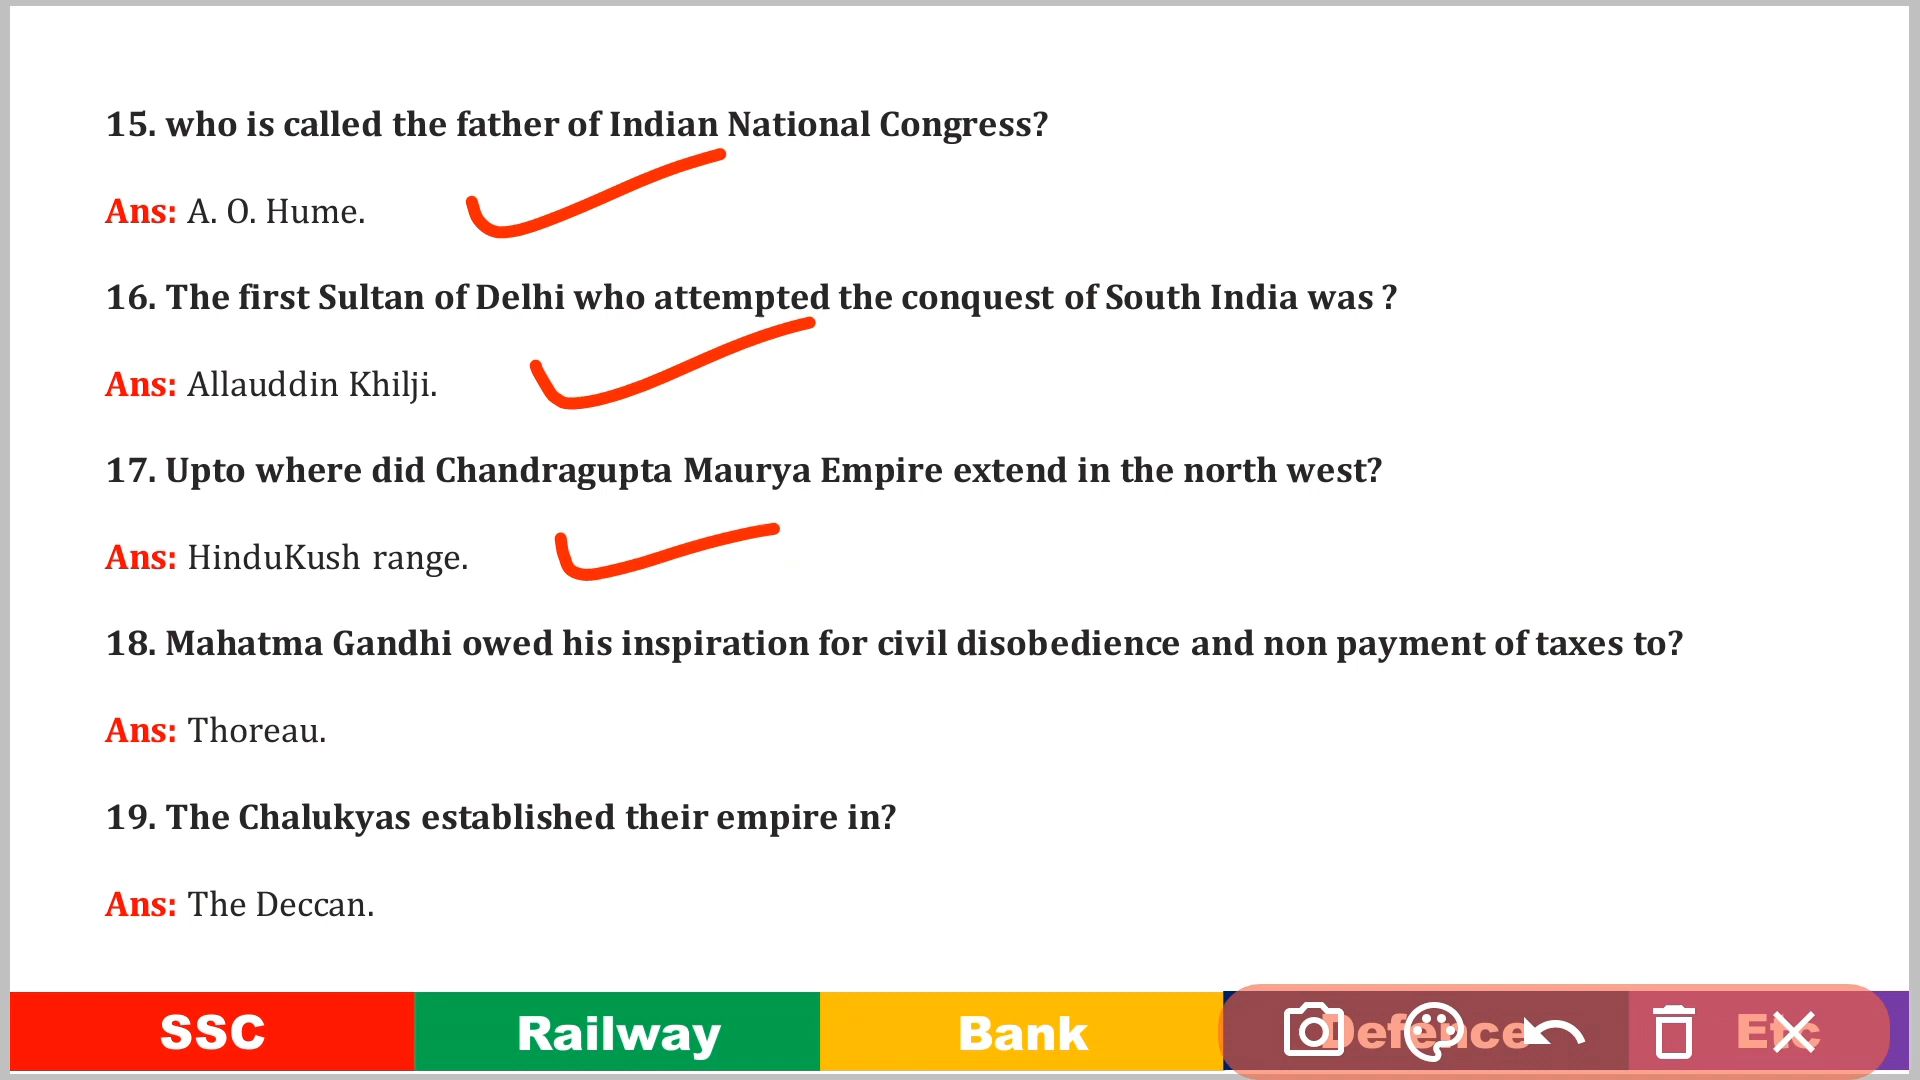 15. who is called the father of Indian National Congress?
Ans: A. O. Hume.
16. The first Sultan of Delhi who attempted the conquest of South India was ?
Ans: Allauddin Khilji.
17. Upto where did Chandragupta Maurya Empire extend in the north west?
Ans: HinduKush range.
18. Mahatma Gandhi owed his inspiration for civil disobedience and non payment of taxes to?
Ans: Thoreau.
19. The Chalukyas established their empire in?
Ans: The Deccan.
SSC Railway Bank Defence Etc